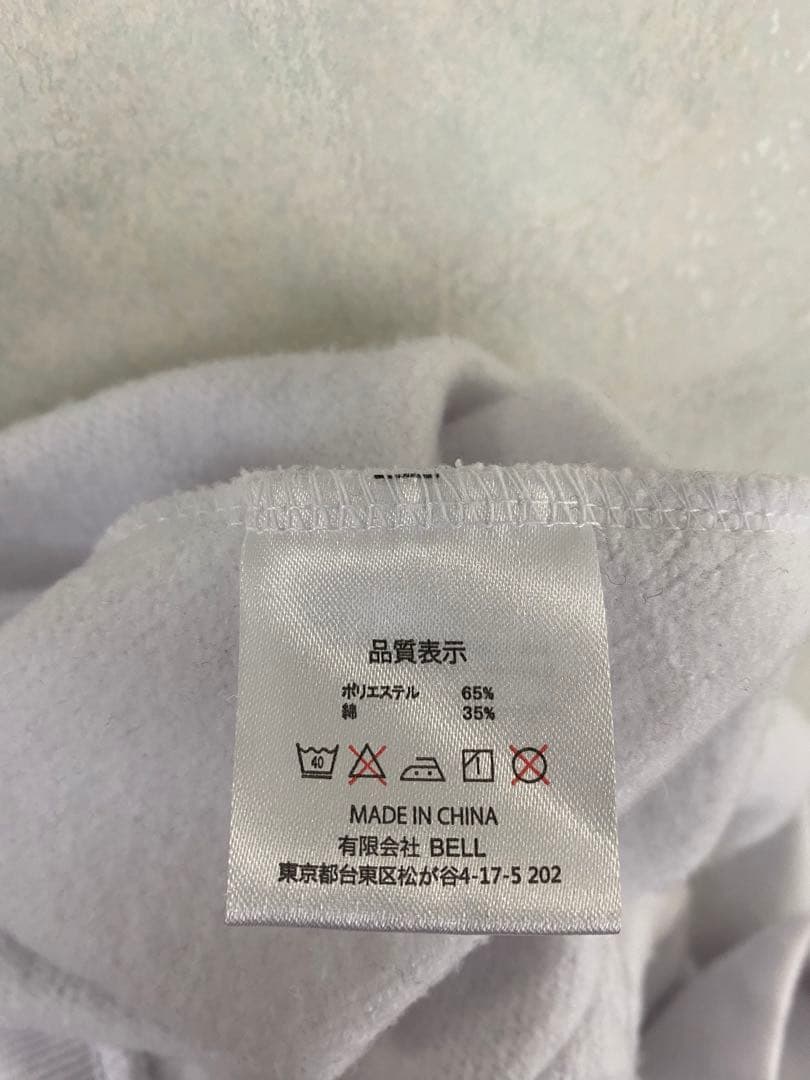 品質表示
ポリエステル 65%
綿 35%
40
MADE IN CHINA
有限会社 BELL
東京都台東区松が谷4-17-5 202